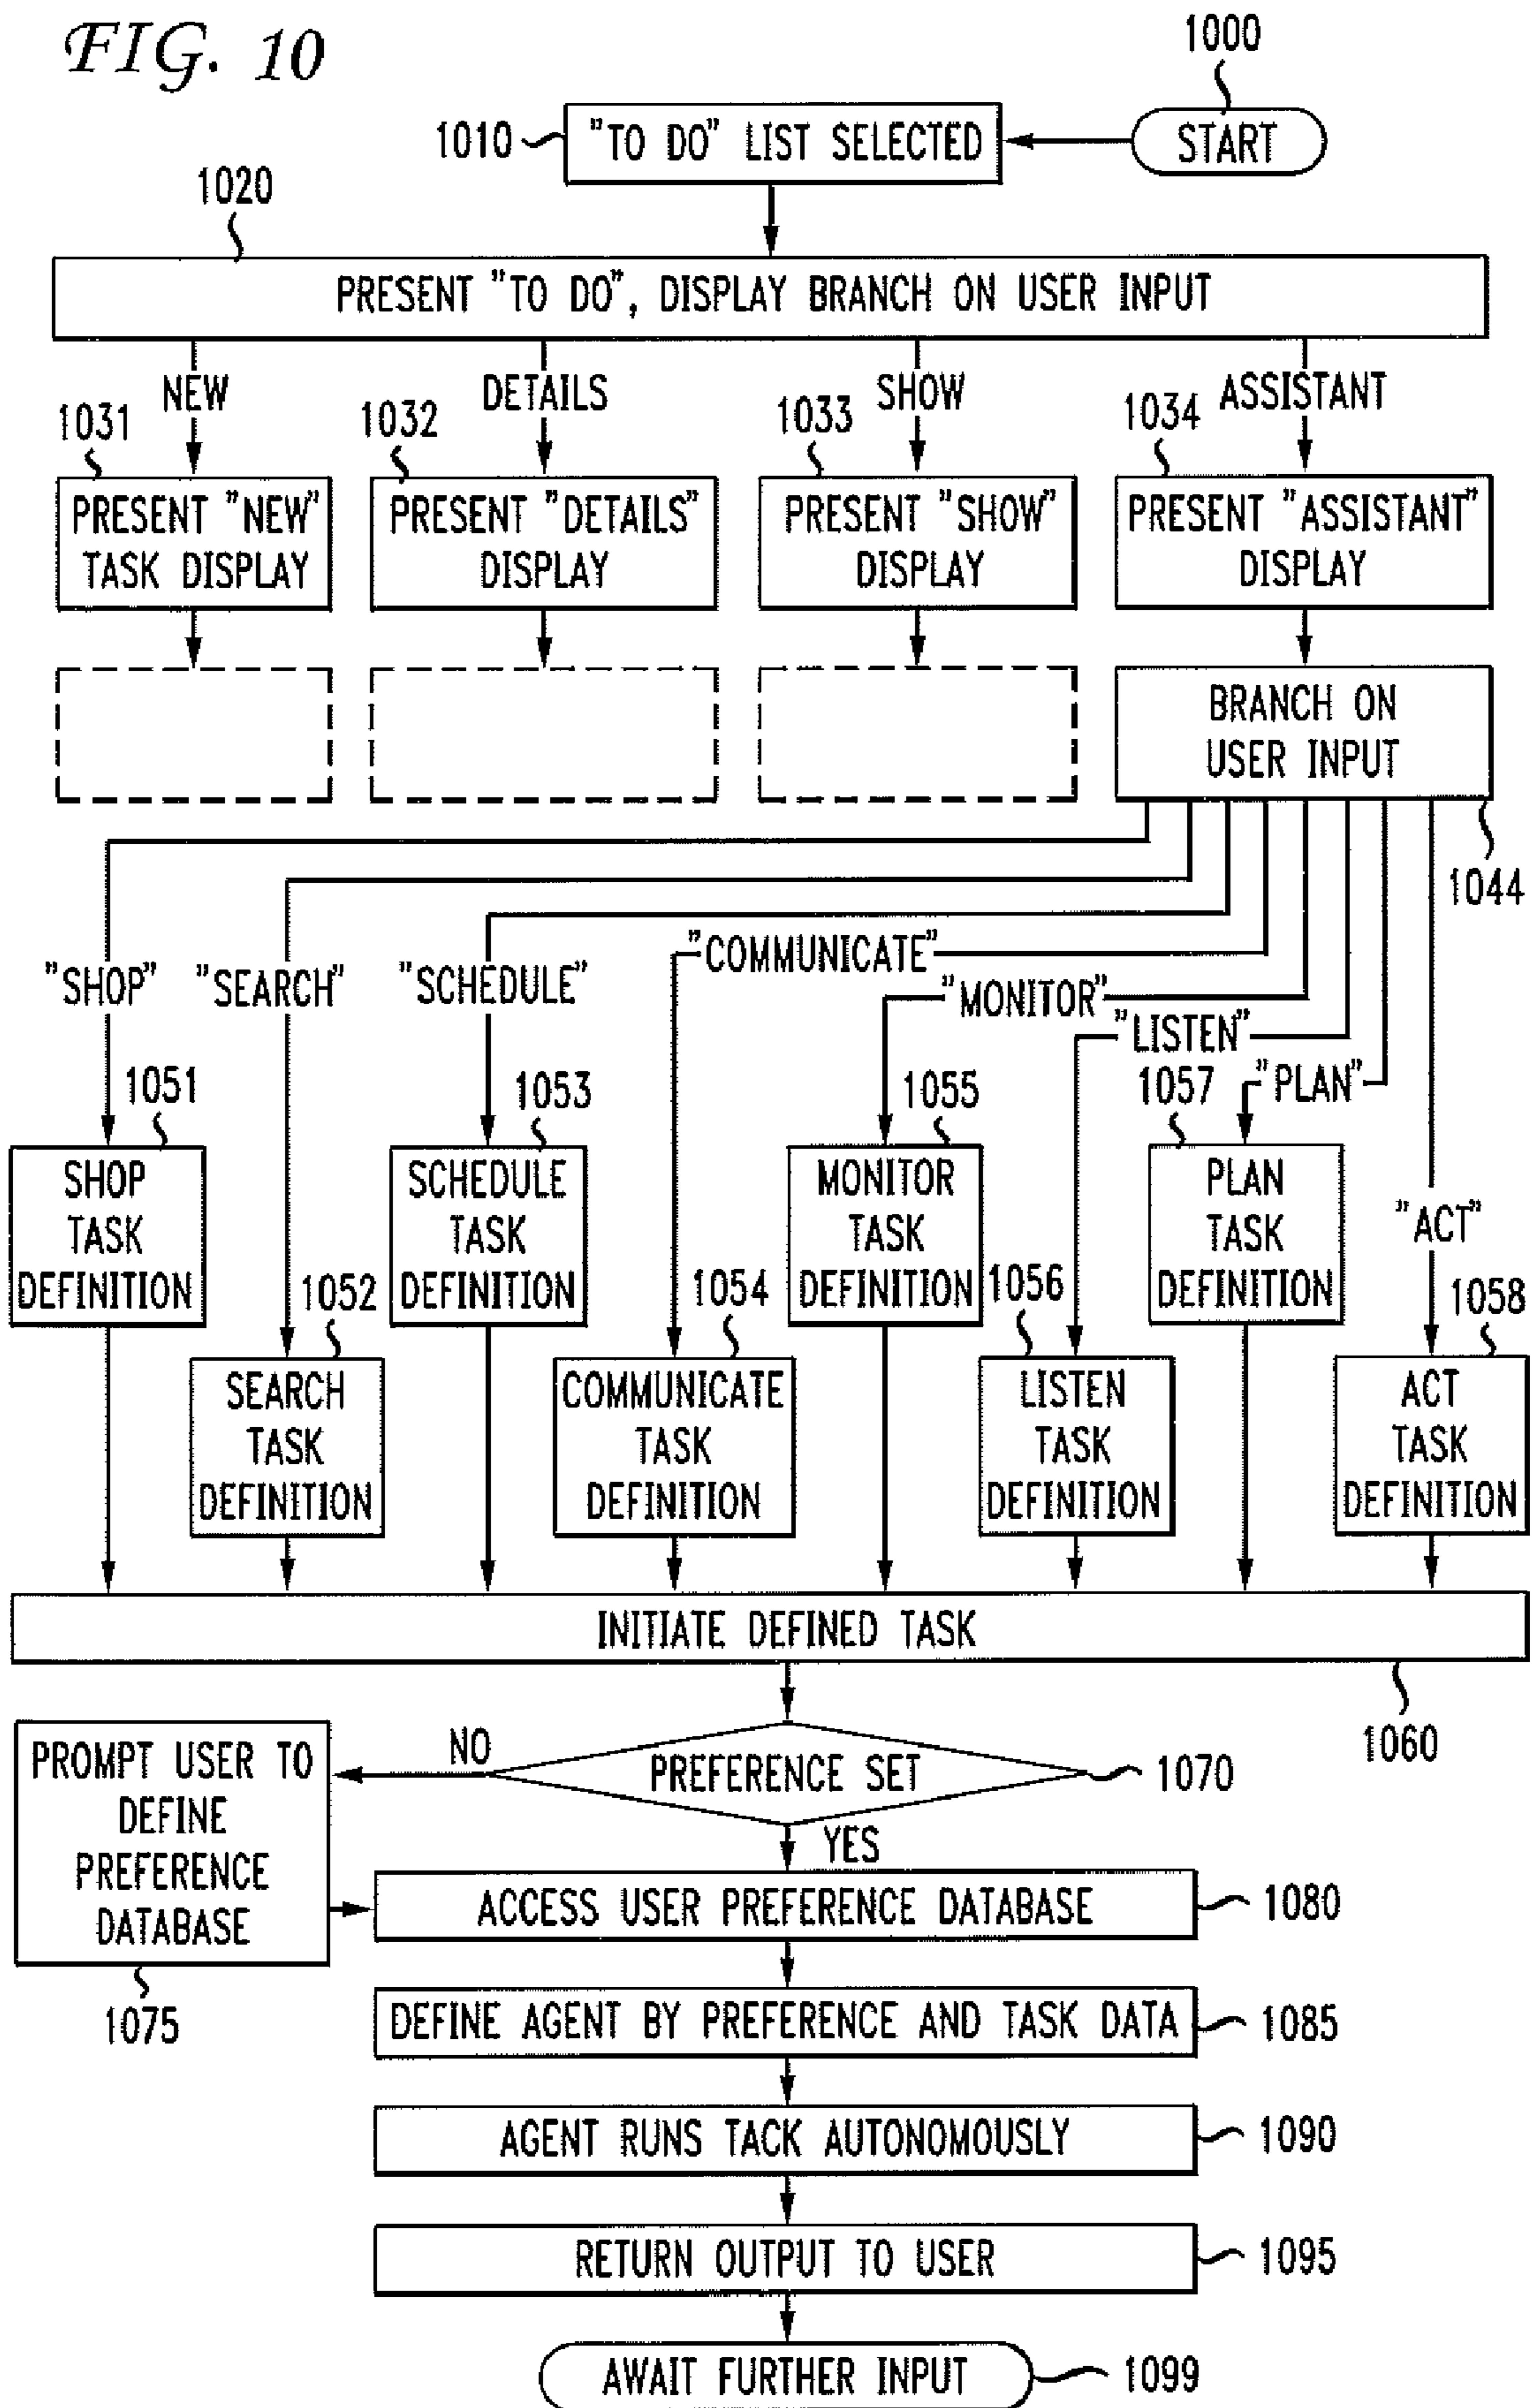 FIG. 10
1000
1010
"TO DO" LIST SELECTED
START
1020
PRESENT "TO DO", DISPLAY BRANCH ON USER INPUT
NEW
DETAILS
SHOW
ASSISTANT
1031
1032
1033
1034
PRESENT "NEW"
TASK DISPLAY
PRESENT "DETAILS"
DISPLAY
PRESENT "SHOW"
DISPLAY
PRESENT "ASSISTANT"
DISPLAY
BRANCH ON
USER INPUT
1044
"SHOP"
"SEARCH"
"SCHEDULE"
"COMMUNICATE"
"MONITOR"
"LISTEN"
"PLAN"
"ACT"
1051
SHOP
TASK
DEFINITION
1052
SEARCH
TASK
DEFINITION
1053
SCHEDULE
TASK
DEFINITION
1054
COMMUNICATE
TASK
DEFINITION
1055
MONITOR
TASK
DEFINITION
1056
LISTEN
TASK
DEFINITION
1057
PLAN
TASK
DEFINITION
1058
ACT
TASK
DEFINITION
INITIATE DEFINED TASK
1060
PREFERENCE SET
1070
NO
YES
PROMPT USER TO
DEFINE
PREFERENCE
DATABASE
1075
ACCESS USER PREFERENCE DATABASE
1080
DEFINE AGENT BY PREFERENCE AND TASK DATA
1085
AGENT RUNS TACK AUTONOMOUSLY
1090
RETURN OUTPUT TO USER
1095
AWAIT FURTHER INPUT
1099